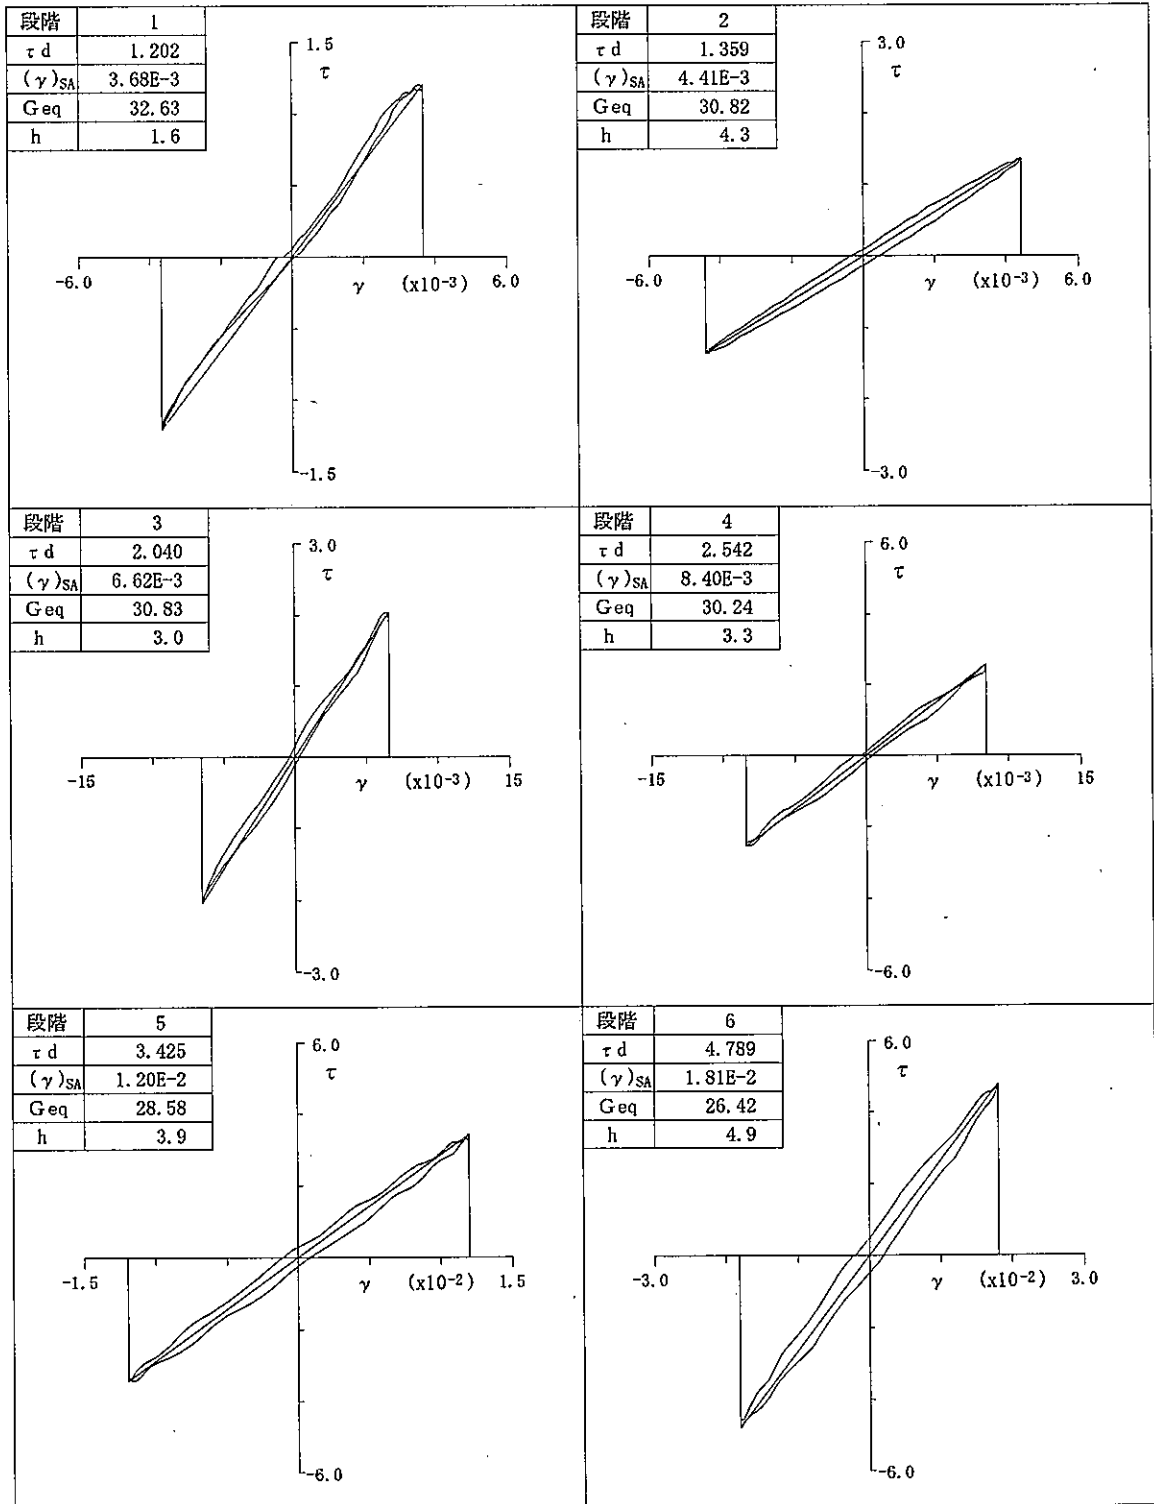 段階 1
τd 1.202
(γ)SA 3.68E-3
Geq 32.63
h 1.6
1.5
τ
-6.0 γ (x10-3) 6.0
-1.5
段階 2
τd 1.359
(γ)SA 4.41E-3
Geq 30.82
h 4.3
3.0
τ
-6.0 γ (x10-3) 6.0
-3.0
段階 3
τd 2.040
(γ)SA 6.62E-3
Geq 30.83
h 3.0
3.0
τ
-15 γ (x10-3) 15
-3.0
段階 4
τd 2.542
(γ)SA 8.40E-3
Geq 30.24
h 3.3
6.0
τ
-15 γ (x10-3) 15
-6.0
段階 5
τd 3.425
(γ)SA 1.20E-2
Geq 28.58
h 3.9
6.0
τ
-1.5 γ (x10-2) 1.5
-6.0
段階 6
τd 4.789
(γ)SA 1.81E-2
Geq 26.42
h 4.9
6.0
τ
-3.0 γ (x10-2) 3.0
-6.0